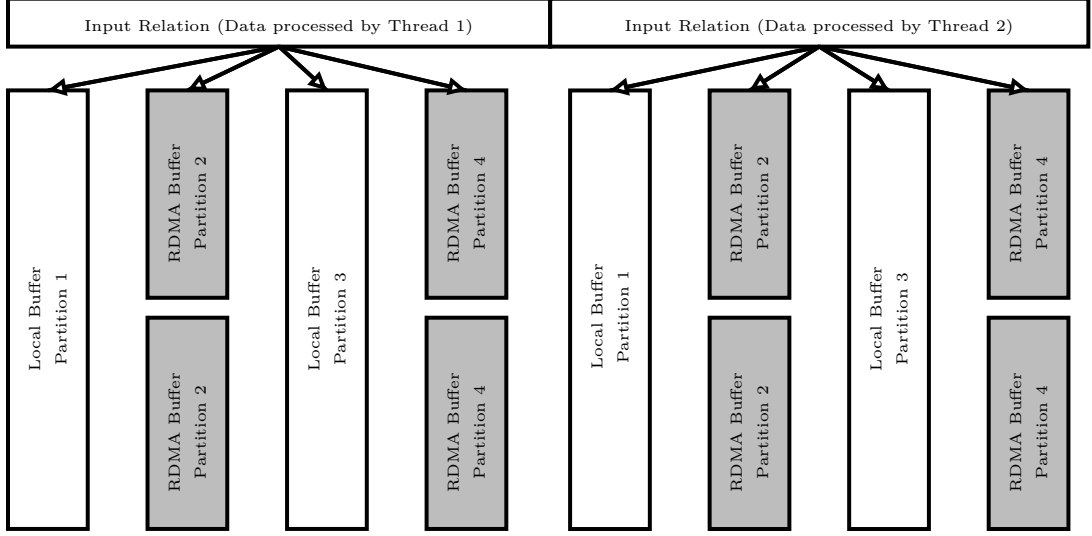 Input Relation (Data processed by Thread 1)
Input Relation (Data processed by Thread 2)
Local Buffer
Partition 1
RDMA Buffer
Partition 2
RDMA Buffer
Partition 2
Local Buffer
Partition 3
RDMA Buffer
Partition 4
RDMA Buffer
Partition 4
Local Buffer
Partition 1
RDMA Buffer
Partition 2
RDMA Buffer
Partition 2
Local Buffer
Partition 3
RDMA Buffer
Partition 4
RDMA Buffer
Partition 4